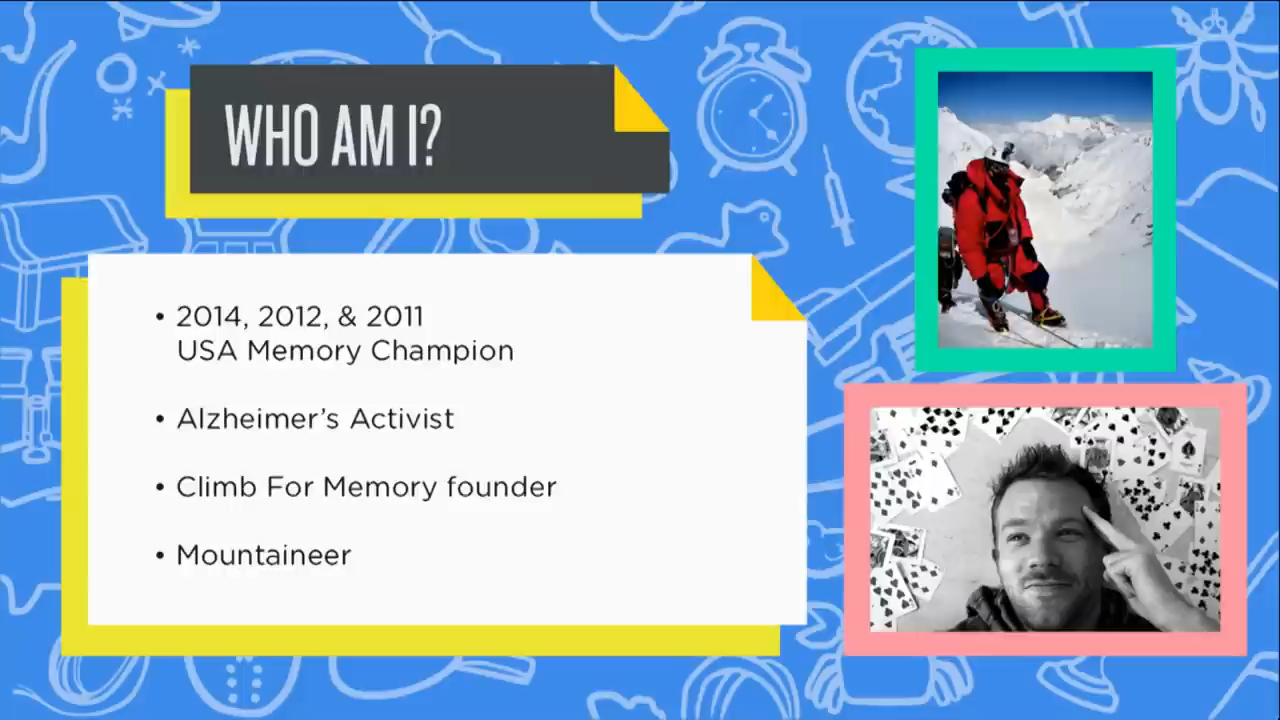 WHO AM I?
• 2014, 2012, & 2011
USA Memory Champion
• Alzheimer's Activist
• Climb For Memory founder
• Mountaineer